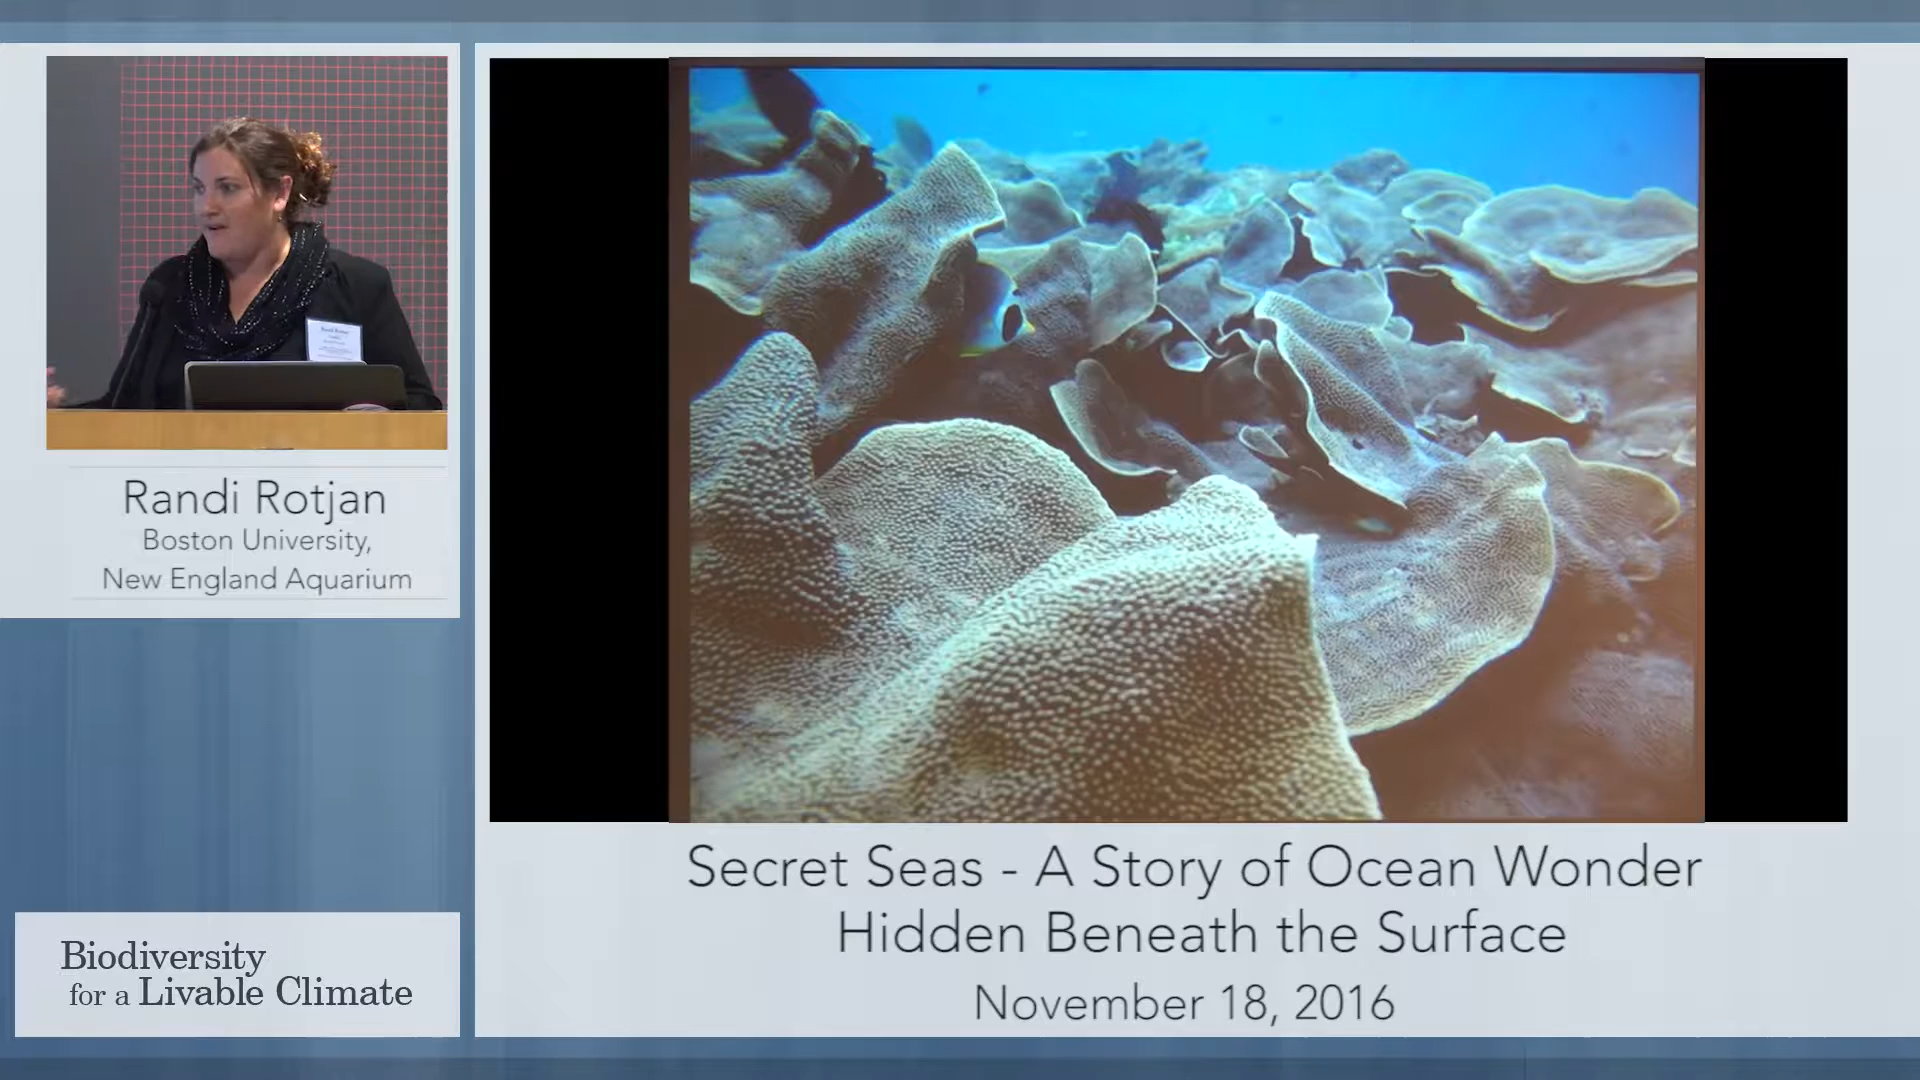 Randi Rotjan
Boston University,
New England Aquarium
Secret Seas - A Story of Ocean Wonder
Hidden Beneath the Surface
November 18, 2016
Biodiversity
for a Livable Climate